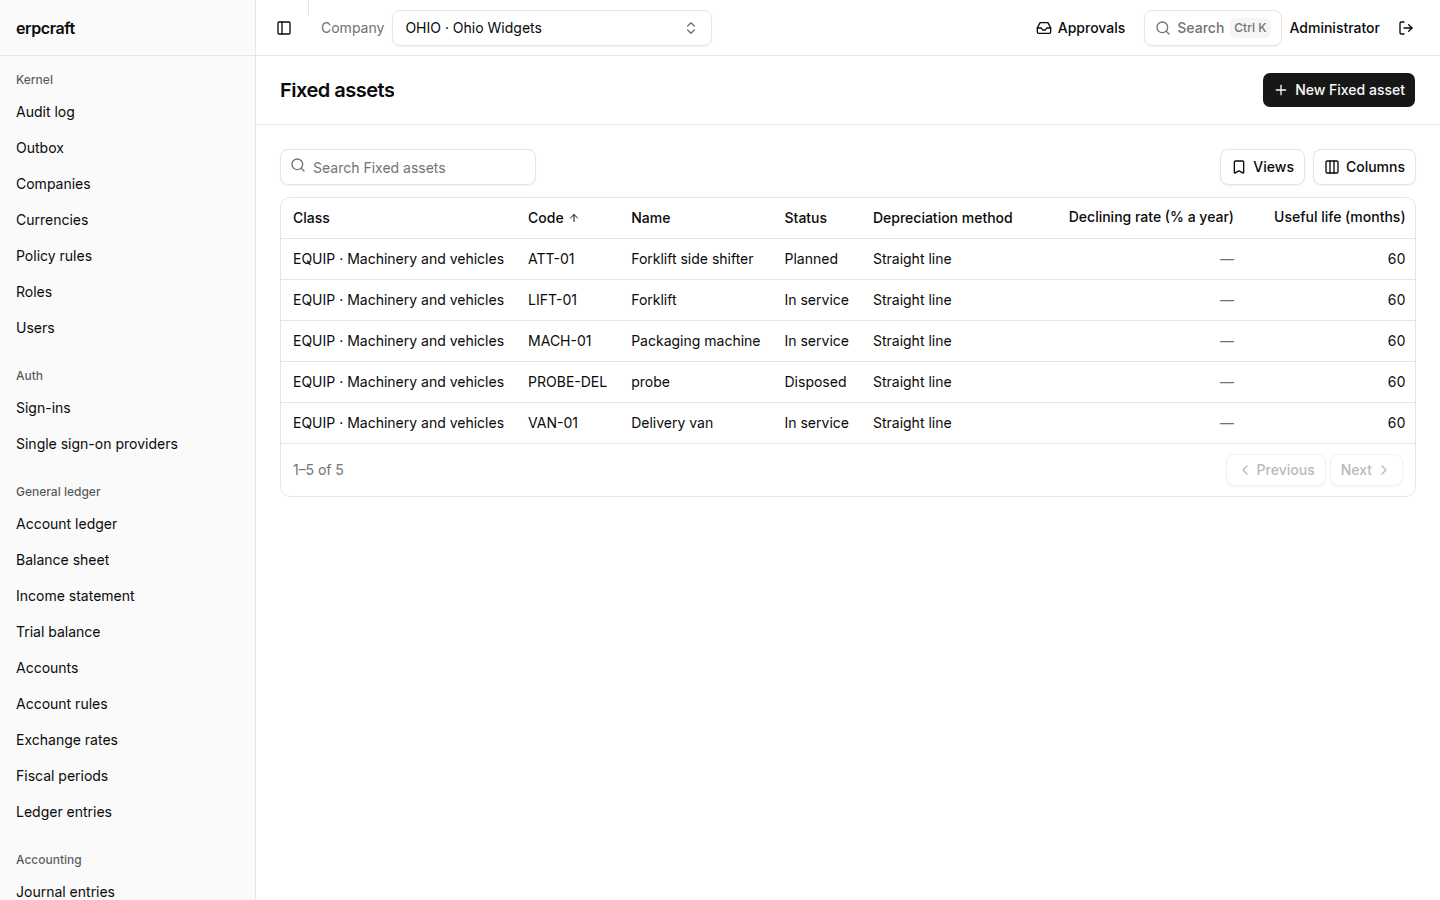 erpcraft
Company OHIO · Ohio Widgets Approvals Search Ctrl K Administrator
Kernel
Audit log
Outbox
Companies
Currencies
Policy rules
Roles
Users
Auth
Sign-ins
Single sign-on providers
General ledger
Account ledger
Balance sheet
Income statement
Trial balance
Accounts
Account rules
Exchange rates
Fiscal periods
Ledger entries
Accounting
Journal entries
Fixed assets
New Fixed asset
Search Fixed assets
Views Columns
Class Code Name Status Depreciation method Declining rate (% a year) Useful life (months)
EQUIP · Machinery and vehicles ATT-01 Forklift side shifter Planned Straight line — 60
EQUIP · Machinery and vehicles LIFT-01 Forklift In service Straight line — 60
EQUIP · Machinery and vehicles MACH-01 Packaging machine In service Straight line — 60
EQUIP · Machinery and vehicles PROBE-DEL probe Disposed Straight line — 60
EQUIP · Machinery and vehicles VAN-01 Delivery van In service Straight line — 60
1–5 of 5 Previous Next